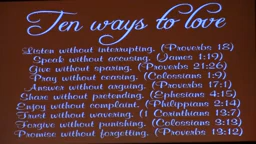 Ten ways to love
Listen without interrupting. (Proverbs 18)
Speak without accusing. (James 1:19)
Give without sparing. (Proverbs 21:26)
Pray without ceasing. (Colossians 1:9)
Answer without arguing. (Proverbs 17:1)
Share without pretending. (Ephesians 4:15)
Enjoy without complaint. (Philippians 2:14)
Trust without wavering. (1 Corinthians 13:7)
Forgive without punishing. (Colossians 3:13)
Promise without forgetting. (Proverbs 13:12)